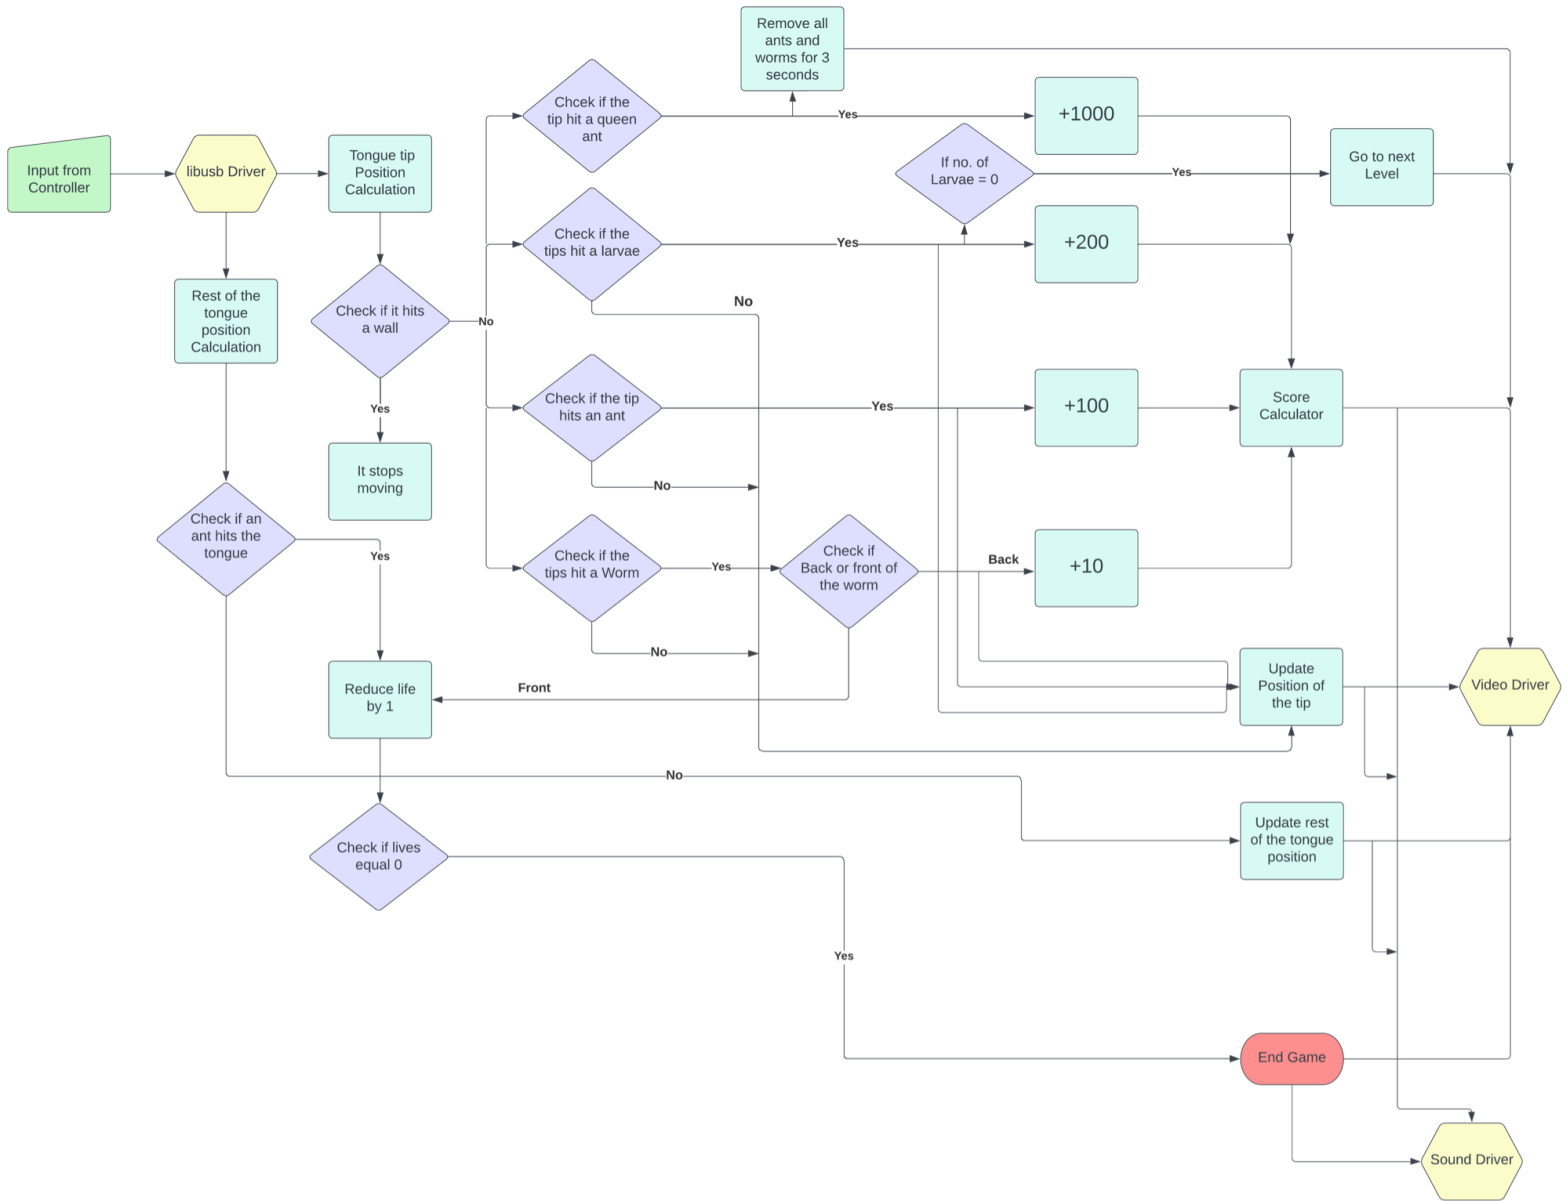 Remove all
ants and
worms for 3
seconds
Chcek if the
tip hit a queen
ant
Yes
+1000
Input from
Controller
libusb Driver
Tongue tip
Position
Calculation
If no. of
Larvae = 0
Yes
Go to next
Level
Check if the
tips hit a larvae
Yes
+200
Rest of the
tongue
position
Calculation
Check if it hits
a wall
No
No
Yes
Check if the tip
hits an ant
Yes
+100
Score
Calculator
It stops
moving
No
Check if an
ant hits the
tongue
Yes
Check if the
tips hit a Worm
Yes
Check if
Back or front of
the worm
Back
+10
No
Reduce life
by 1
Front
Update
Position of
the tip
Video Driver
No
Check if lives
equal 0
Update rest
of the tongue
position
Yes
End Game
Sound Driver